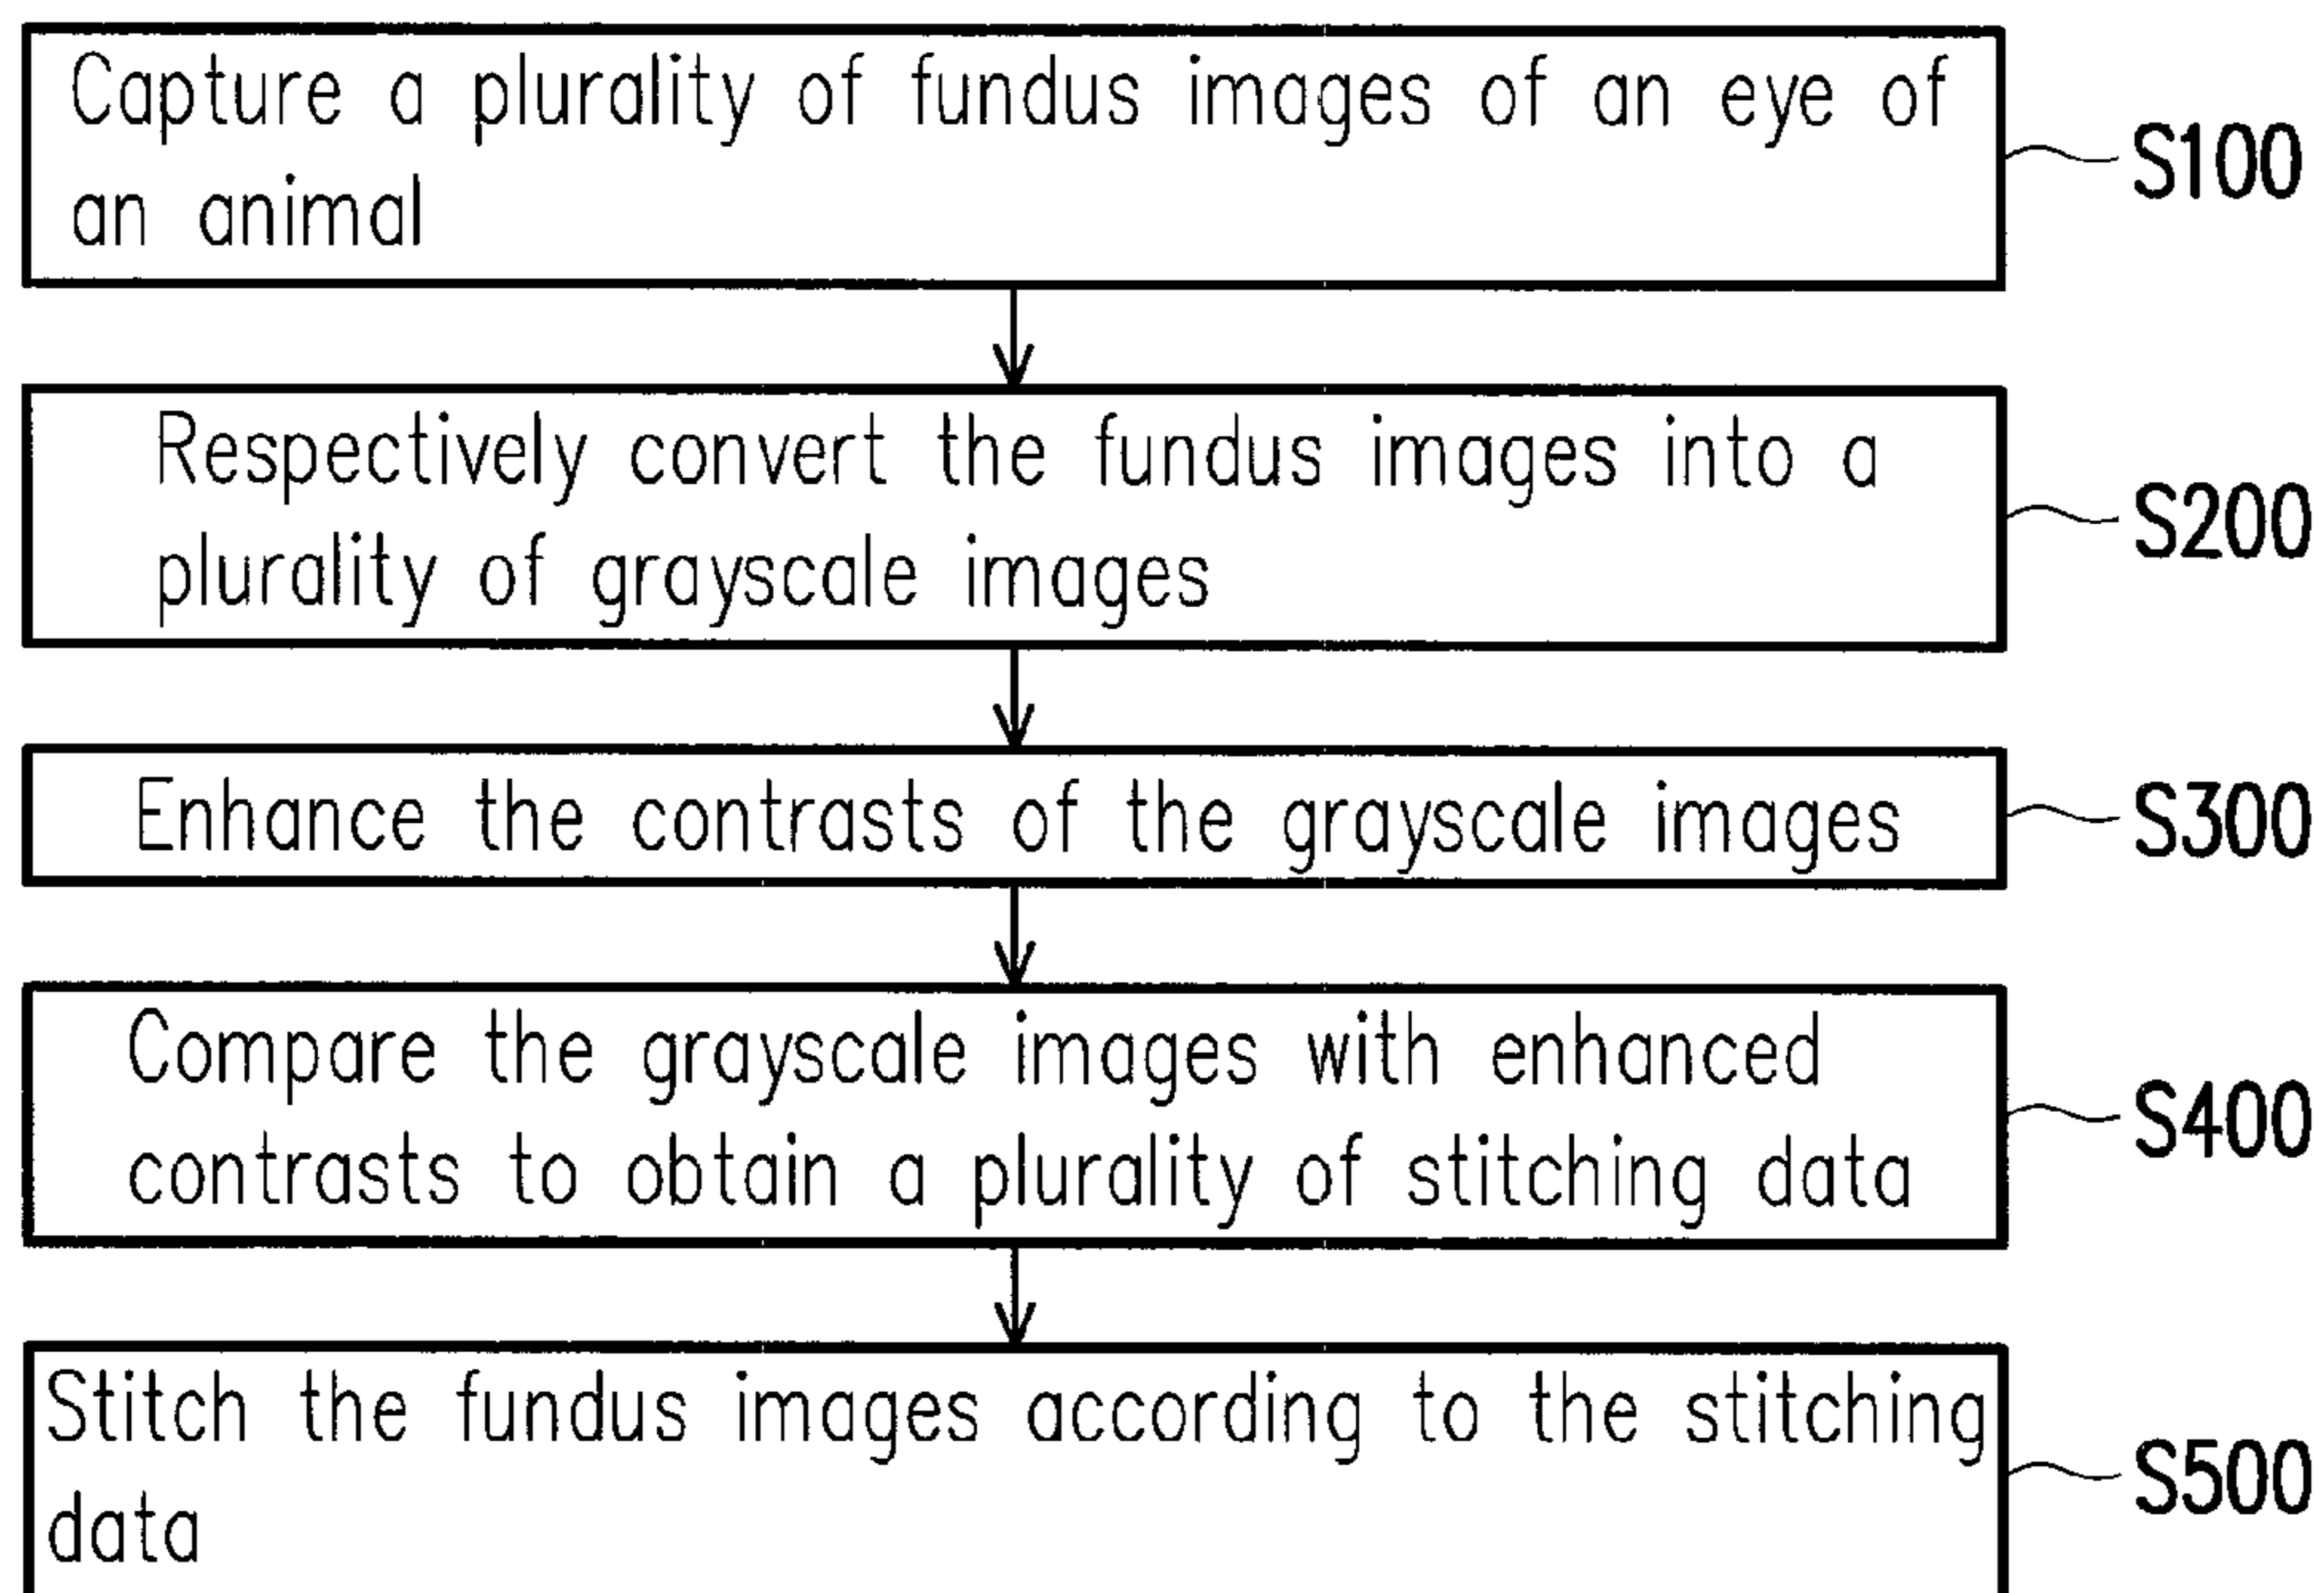 Capture a plurality of fundus images of an eye of
an animal
S100
Respectively convert the fundus images into a
plurality of grayscale images
S200
Enhance the contrasts of the grayscale images
S300
Compare the grayscale images with enhanced
contrasts to obtain a plurality of stitching data
S400
Stitch the fundus images according to the stitching
data
S500